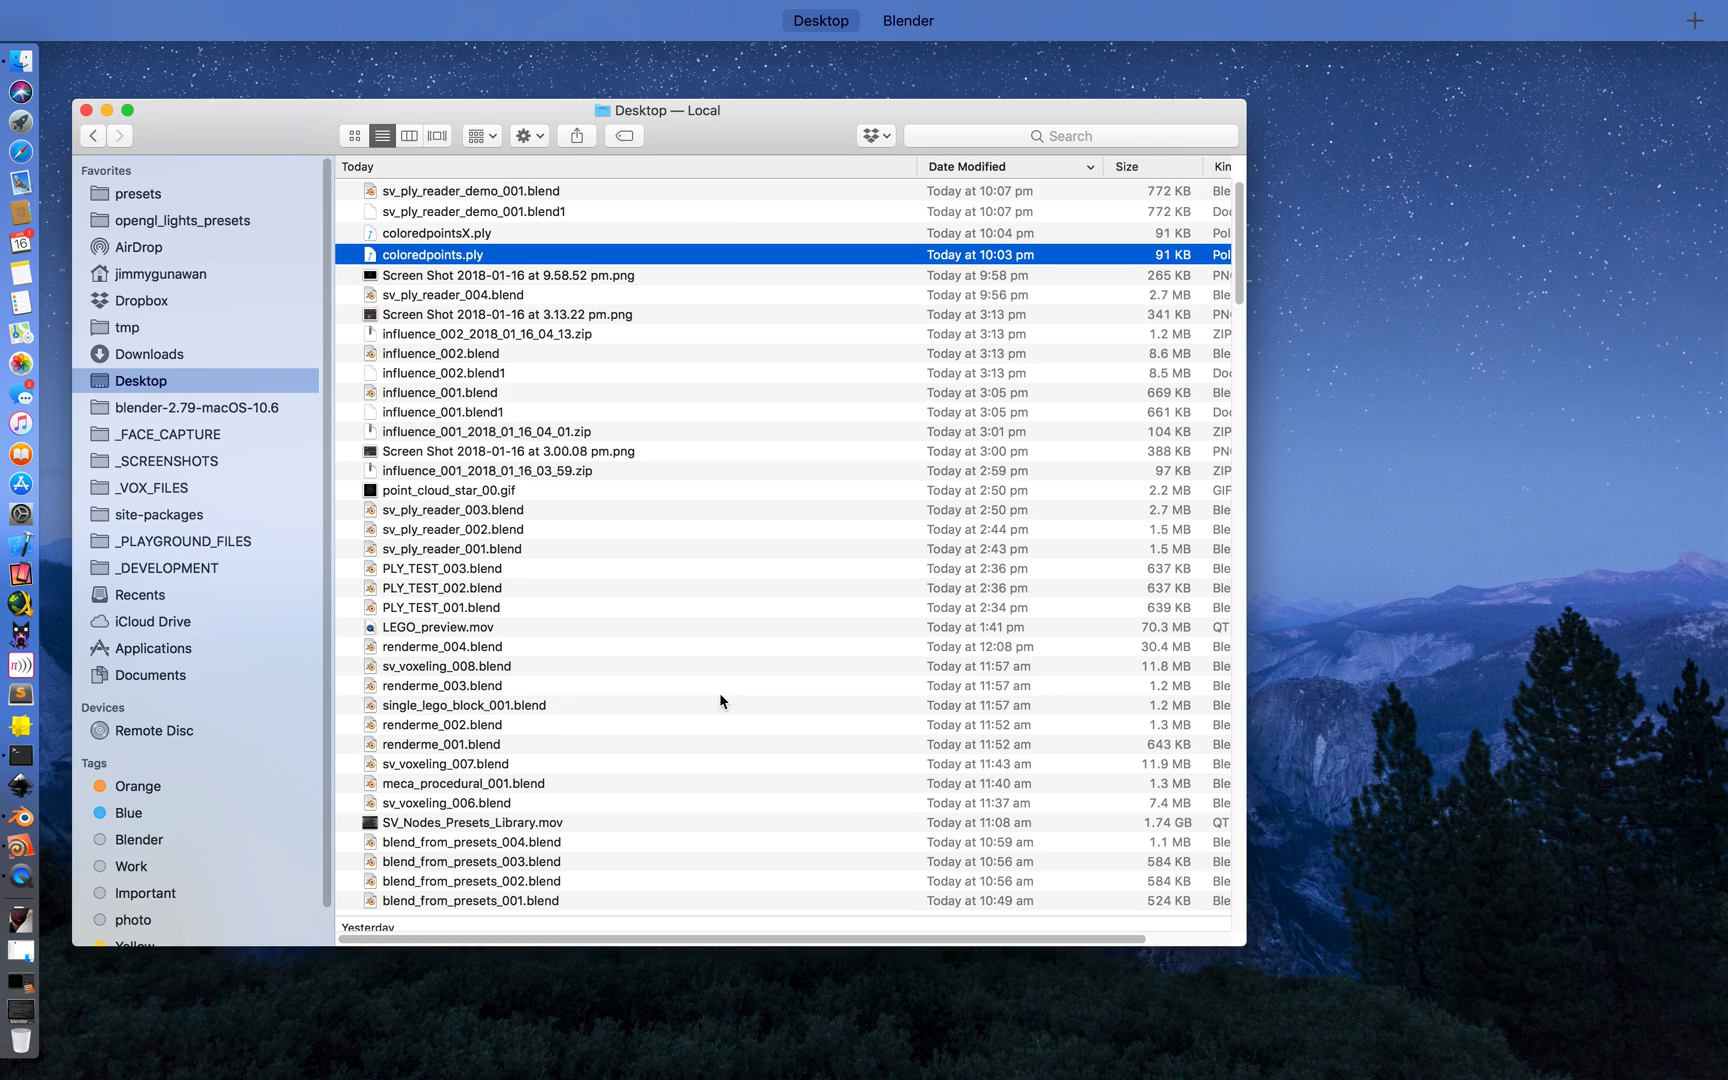 Desktop Blender
Desktop — Local
Search
Favorites
presets
opengl_lights_presets
AirDrop
jimmygunawan
Dropbox
tmp
Downloads
Desktop
blender-2.79-macOS-10.6
_FACE_CAPTURE
_SCREENSHOTS
_VOX_FILES
site-packages
_PLAYGROUND_FILES
_DEVELOPMENT
Recents
iCloud Drive
Applications
Documents
Devices
Remote Disc
Tags
Orange
Blue
Blender
Work
Important
photo
Yellow
Today Date Modified Size Kin
sv_ply_reader_demo_001.blend Today at 10:07 pm 772 KB Ble
sv_ply_reader_demo_001.blend1 Today at 10:07 pm 772 KB Doc
coloredpointsX.ply Today at 10:04 pm 91 KB Pol
coloredpoints.ply Today at 10:03 pm 91 KB Pol
Screen Shot 2018-01-16 at 9.58.52 pm.png Today at 9:58 pm 265 KB PN
sv_ply_reader_004.blend Today at 9:56 pm 2.7 MB Ble
Screen Shot 2018-01-16 at 3.13.22 pm.png Today at 3:13 pm 341 KB PN
influence_002_2018_01_16_04_13.zip Today at 3:13 pm 1.2 MB ZIP
influence_002.blend Today at 3:13 pm 8.6 MB Ble
influence_002.blend1 Today at 3:13 pm 8.5 MB Doc
influence_001.blend Today at 3:05 pm 669 KB Ble
influence_001.blend1 Today at 3:05 pm 661 KB Doc
influence_001_2018_01_16_04_01.zip Today at 3:01 pm 104 KB ZIP
Screen Shot 2018-01-16 at 3.00.08 pm.png Today at 3:00 pm 388 KB PN
influence_001_2018_01_16_03_59.zip Today at 2:59 pm 97 KB ZIP
point_cloud_star_00.gif Today at 2:50 pm 2.2 MB GIF
sv_ply_reader_003.blend Today at 2:50 pm 2.7 MB Ble
sv_ply_reader_002.blend Today at 2:44 pm 1.5 MB Ble
sv_ply_reader_001.blend Today at 2:43 pm 1.5 MB Ble
PLY_TEST_003.blend Today at 2:36 pm 637 KB Ble
PLY_TEST_002.blend Today at 2:36 pm 637 KB Ble
PLY_TEST_001.blend Today at 2:34 pm 639 KB Ble
LEGO_preview.mov Today at 1:41 pm 70.3 MB QT
renderme_004.blend Today at 12:08 pm 30.4 MB Ble
sv_voxeling_008.blend Today at 11:57 am 11.8 MB Ble
renderme_003.blend Today at 11:57 am 1.2 MB Ble
single_lego_block_001.blend Today at 11:57 am 1.2 MB Ble
renderme_002.blend Today at 11:52 am 1.3 MB Ble
renderme_001.blend Today at 11:52 am 643 KB Ble
sv_voxeling_007.blend Today at 11:43 am 11.9 MB Ble
meca_procedural_001.blend Today at 11:40 am 1.3 MB Ble
sv_voxeling_006.blend Today at 11:37 am 7.4 MB Ble
SV_Nodes_Presets_Library.mov Today at 11:08 am 1.74 GB QT
blend_from_presets_004.blend Today at 10:59 am 1.1 MB Ble
blend_from_presets_003.blend Today at 10:56 am 584 KB Ble
blend_from_presets_002.blend Today at 10:56 am 584 KB Ble
blend_from_presets_001.blend Today at 10:49 am 524 KB Ble
Yesterday